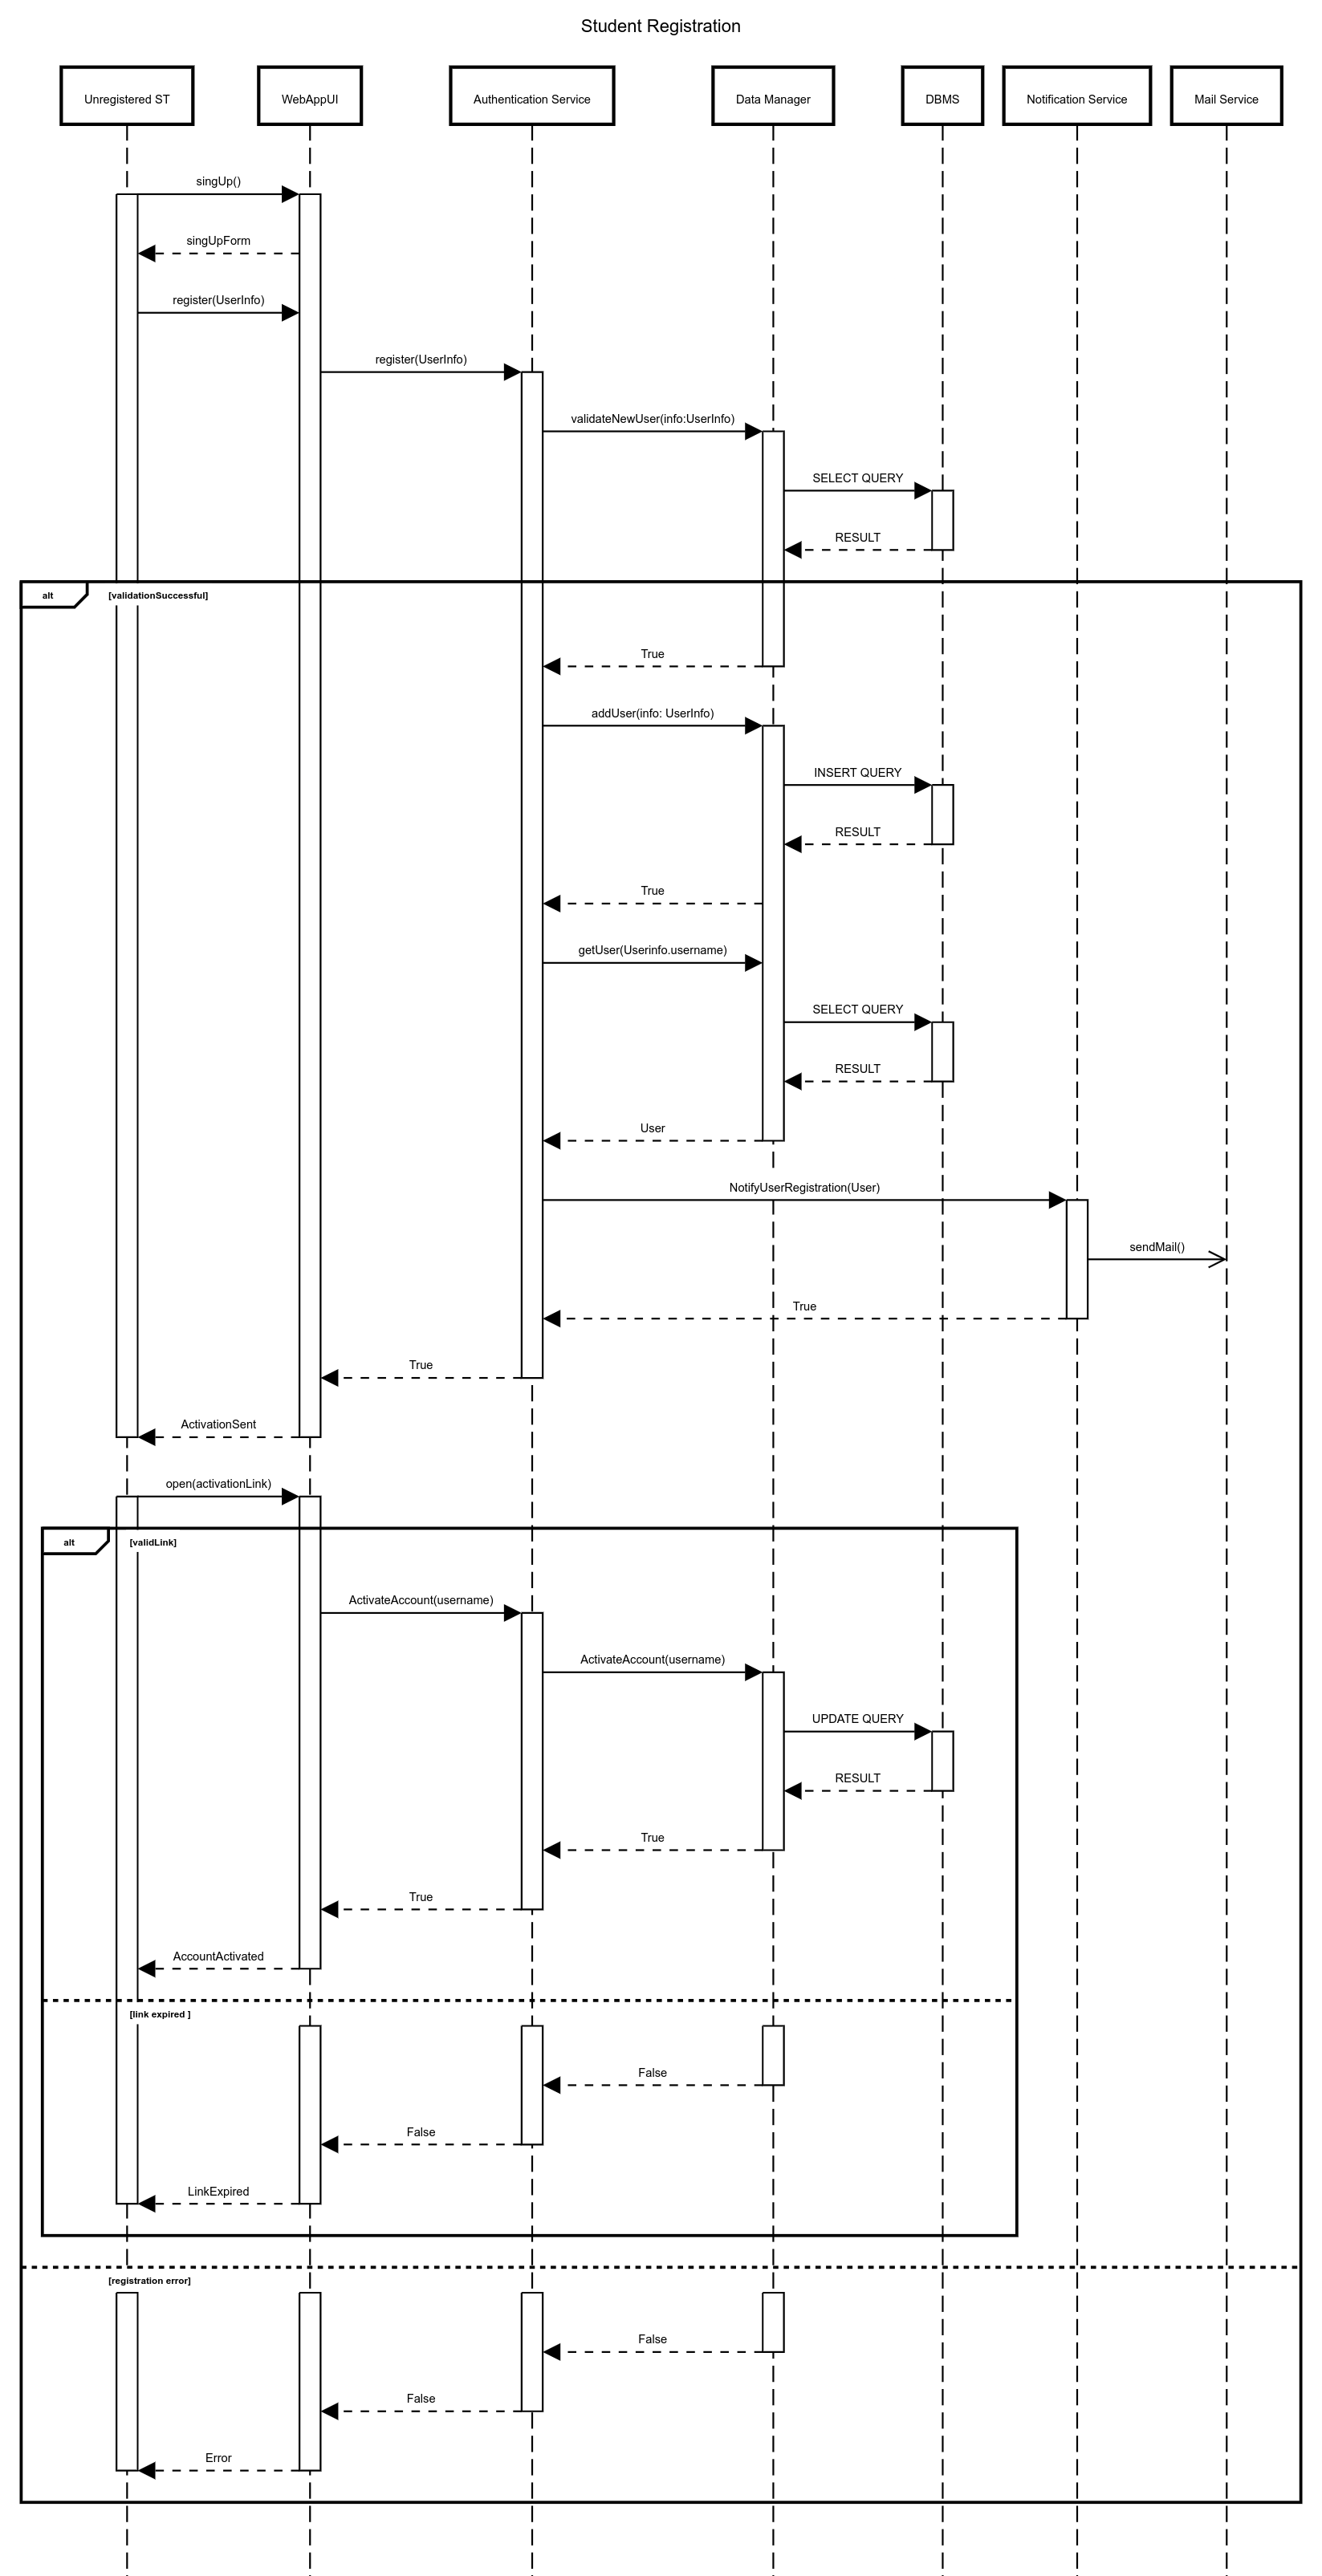 Student Registration
Unregistered ST
WebAppUI
Authentication Service
Data Manager
DBMS
Notification Service
Mail Service
singUp()
singUpForm
register(UserInfo)
register(UserInfo)
validateNewUser(info:UserInfo)
SELECT QUERY
RESULT
alt
[validationSuccessful]
True
addUser(info: UserInfo)
INSERT QUERY
RESULT
True
getUser(Userinfo.username)
SELECT QUERY
RESULT
User
NotifyUserRegistration(User)
sendMail()
True
True
ActivationSent
open(activationLink)
alt
[validLink]
ActivateAccount(username)
ActivateAccount(username)
UPDATE QUERY
RESULT
True
True
AccountActivated
[link expired ]
False
False
LinkExpired
[registration error]
False
False
Error